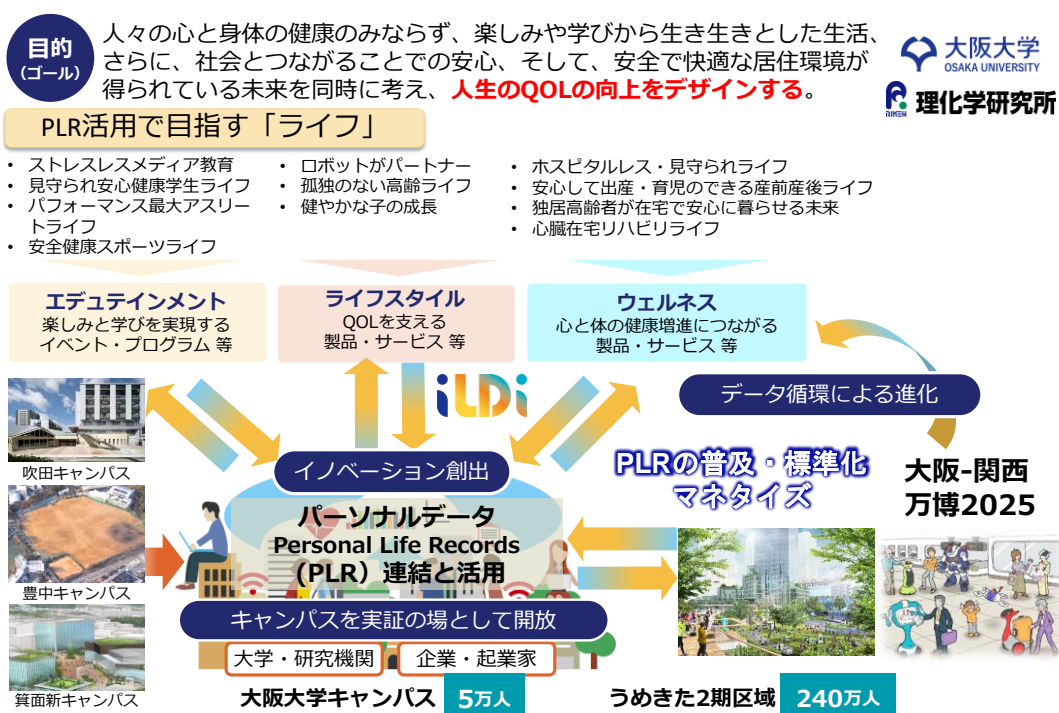 目的
(ゴール)
人々の心と身体の健康のみならず、楽しみや学びから生き生きとした生活、
さらに、社会とつながることでの安心、そして、安全で快適な居住環境が
得られている未来を同時に考え、人生のQOLの向上をデザインする。
大阪大学
OSAKA UNIVERSITY
RIKEN
理化学研究所
PLR活用で目指す「ライフ」
• ストレスレスメディア教育
• 見守られ安心健康学生ライフ
• パフォーマンス最大アスリー
トライフ
• 安全健康スポーツライフ
• ロボットがパートナー
• 孤独のない高齢ライフ
• 健やかな子の成長
• ホスピタルレス・見守られライフ
• 安心して出産・育児のできる産前産後ライフ
• 独居高齢者が在宅で安心に暮らせる未来
• 心臓在宅リハビリライフ
エデュテインメント
楽しみと学びを実現する
イベント・プログラム 等
ライフスタイル
QOLを支える
製品・サービス 等
ウェルネス
心と体の健康増進につながる
製品・サービス 等
iLDi
データ循環による進化
吹田キャンパス
イノベーション創出
PLRの普及・標準化
マネタイズ
大阪-関西
万博2025
パーソナルデータ
Personal Life Records
(PLR)連結と活用
豊中キャンパス
キャンパスを実証の場として開放
大学・研究機関
企業・起業家
箕面新キャンパス
大阪大学キャンパス
5万人
うめきた2期区域
240万人